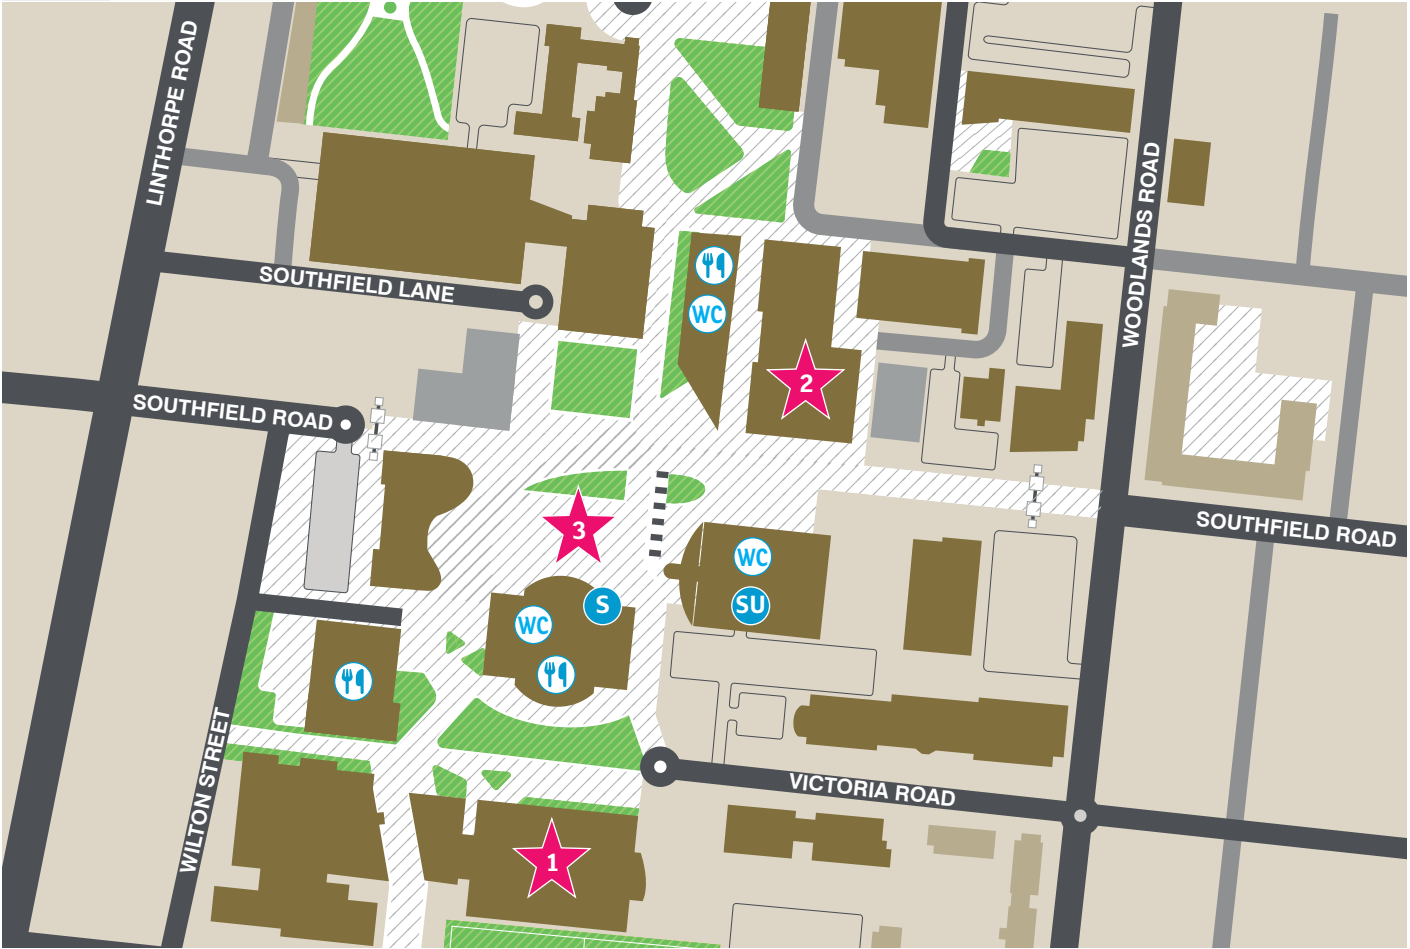 LINTHORPE ROAD
WOODLANDS ROAD
SOUTHFIELD LANE
WC
2
SOUTHFIELD ROAD
SOUTHFIELD ROAD
3
WC
S
SU
WC
WILTON STREET
VICTORIA ROAD
1